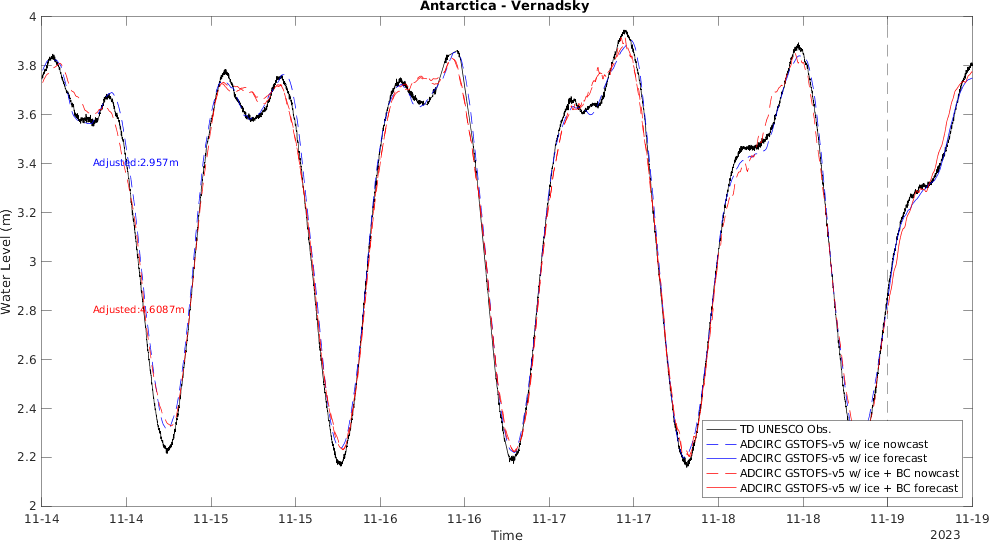 Antarctica - Vernadsky
4
3.8
3.6
3.4
3.2
3
2.8
2.6
2.4
2.2
2
Water Level (m)
Adjusted:2.957m
Adjusted:4.6087m
TD UNESCO Obs.
ADCIRC GSTOFS-v5 w/ ice nowcast
ADCIRC GSTOFS-v5 w/ ice forecast
ADCIRC GSTOFS-v5 w/ ice + BC nowcast
ADCIRC GSTOFS-v5 w/ ice + BC forecast
11-14 11-14 11-15 11-15 11-16 11-16 11-17 11-17 11-18 11-18 11-19 11-19
Time
2023